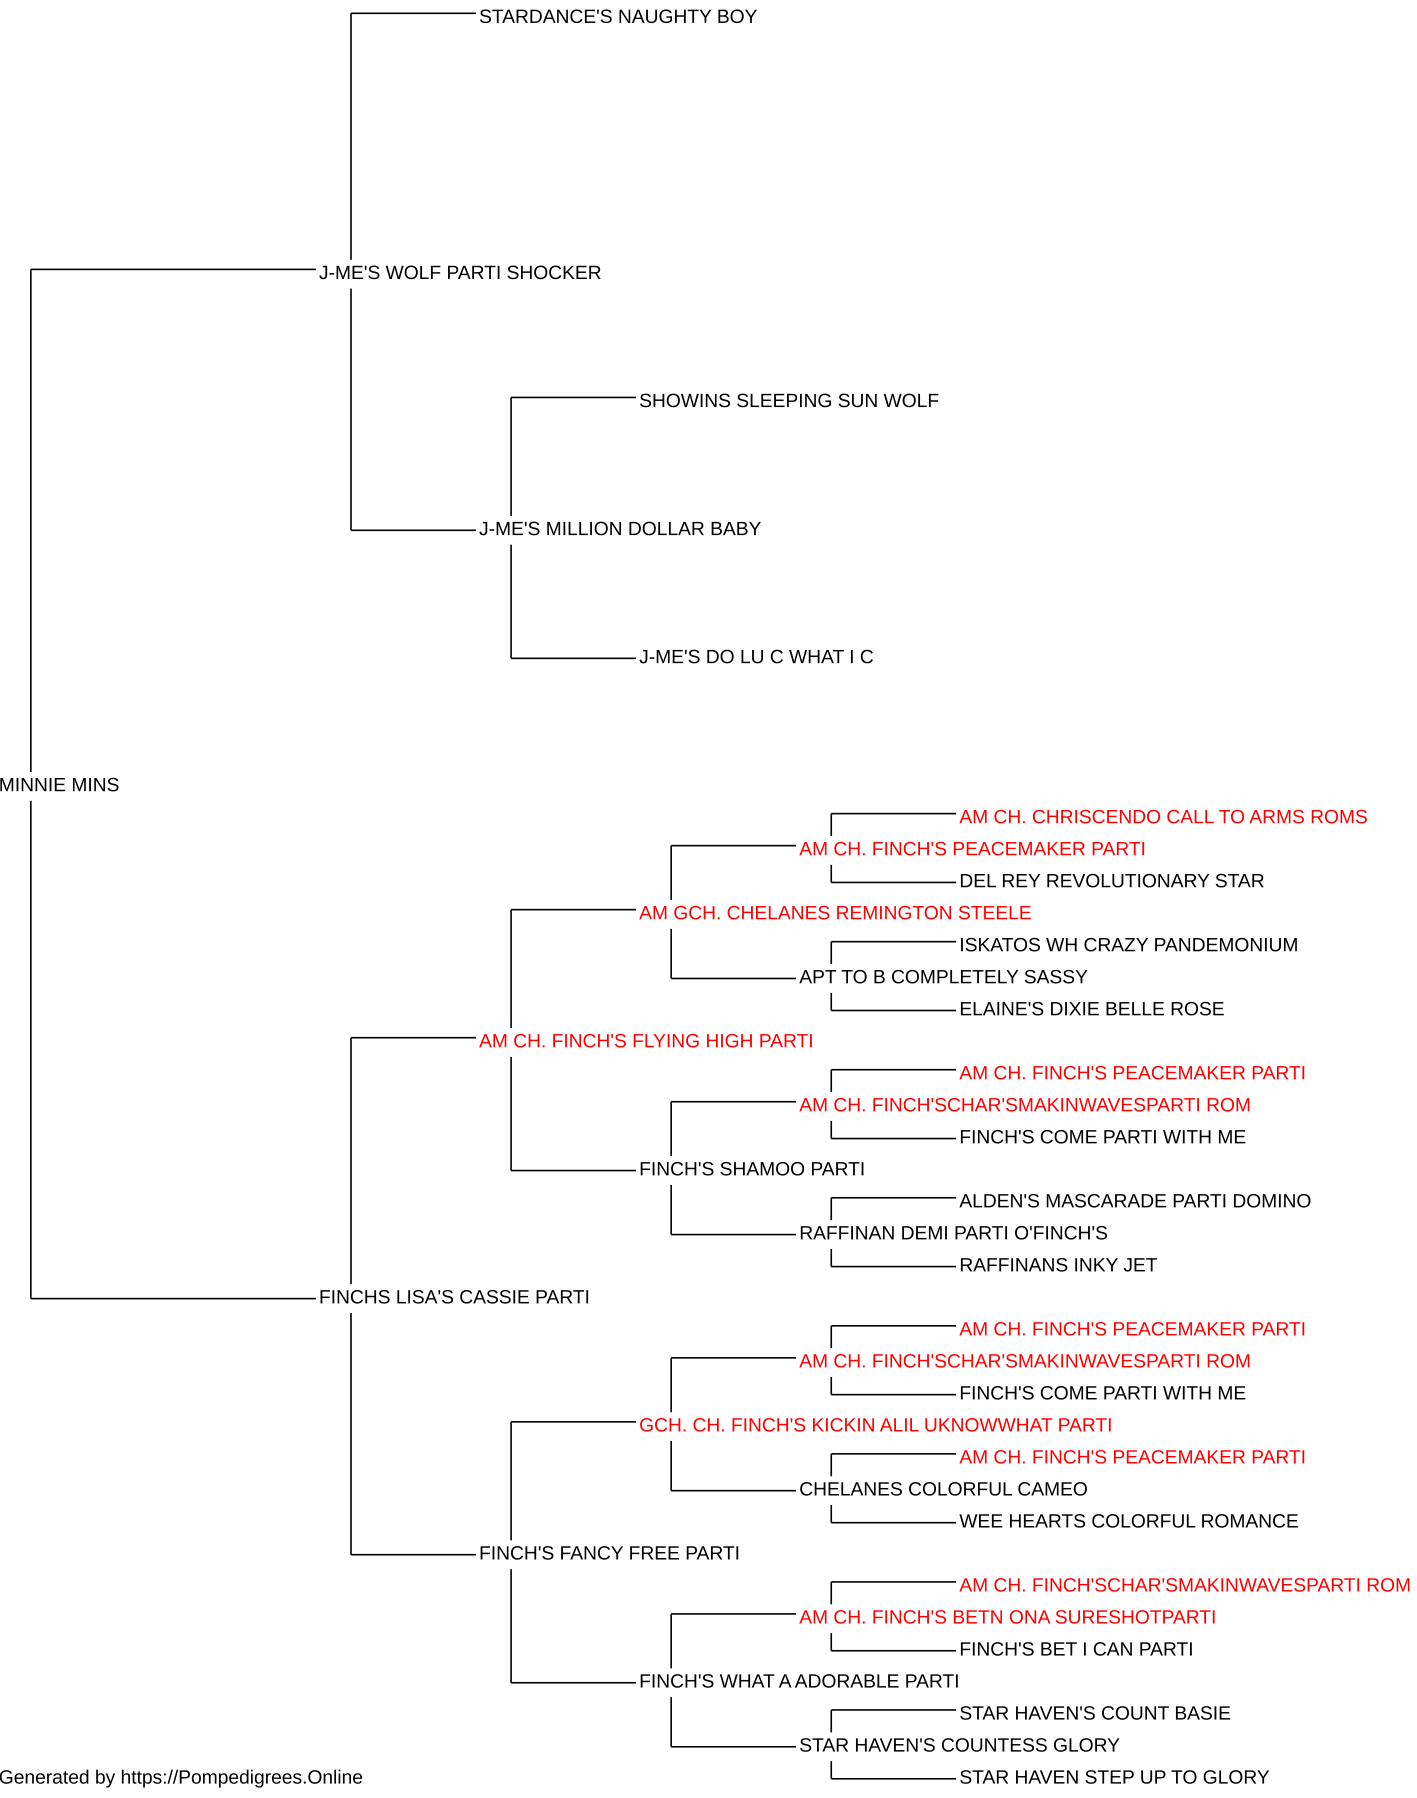 STARDANCE'S NAUGHTY BOY
J-ME'S WOLF PARTI SHOCKER
SHOWINS SLEEPING SUN WOLF
J-ME'S MILLION DOLLAR BABY
J-ME'S DO LU C WHAT I C
MINNIE MINS
AM CH. CHRISCENDO CALL TO ARMS ROMS
AM CH. FINCH'S PEACEMAKER PARTI
DEL REY REVOLUTIONARY STAR
AM GCH. CHELANES REMINGTON STEELE
ISKATOS WH CRAZY PANDEMONIUM
APT TO B COMPLETELY SASSY
ELAINE'S DIXIE BELLE ROSE
AM CH. FINCH'S FLYING HIGH PARTI
AM CH. FINCH'S PEACEMAKER PARTI
AM CH. FINCH'SCHAR'SMAKINWAVESPARTI ROM
FINCH'S COME PARTI WITH ME
FINCH'S SHAMOO PARTI
ALDEN'S MASCARADE PARTI DOMINO
RAFFINAN DEMI PARTI O'FINCH'S
RAFFINANS INKY JET
FINCHS LISA'S CASSIE PARTI
AM CH. FINCH'S PEACEMAKER PARTI
AM CH. FINCH'SCHAR'SMAKINWAVESPARTI ROM
FINCH'S COME PARTI WITH ME
GCH. CH. FINCH'S KICKIN ALIL UKNOWWHAT PARTI
AM CH. FINCH'S PEACEMAKER PARTI
CHELANES COLORFUL CAMEO
WEE HEARTS COLORFUL ROMANCE
FINCH'S FANCY FREE PARTI
AM CH. FINCH'SCHAR'SMAKINWAVESPARTI ROM
AM CH. FINCH'S BETN ONA SURESHOTPARTI
FINCH'S BET I CAN PARTI
FINCH'S WHAT A ADORABLE PARTI
STAR HAVEN'S COUNT BASIE
STAR HAVEN'S COUNTESS GLORY
STAR HAVEN STEP UP TO GLORY
Generated by https://Pompedigrees.Online